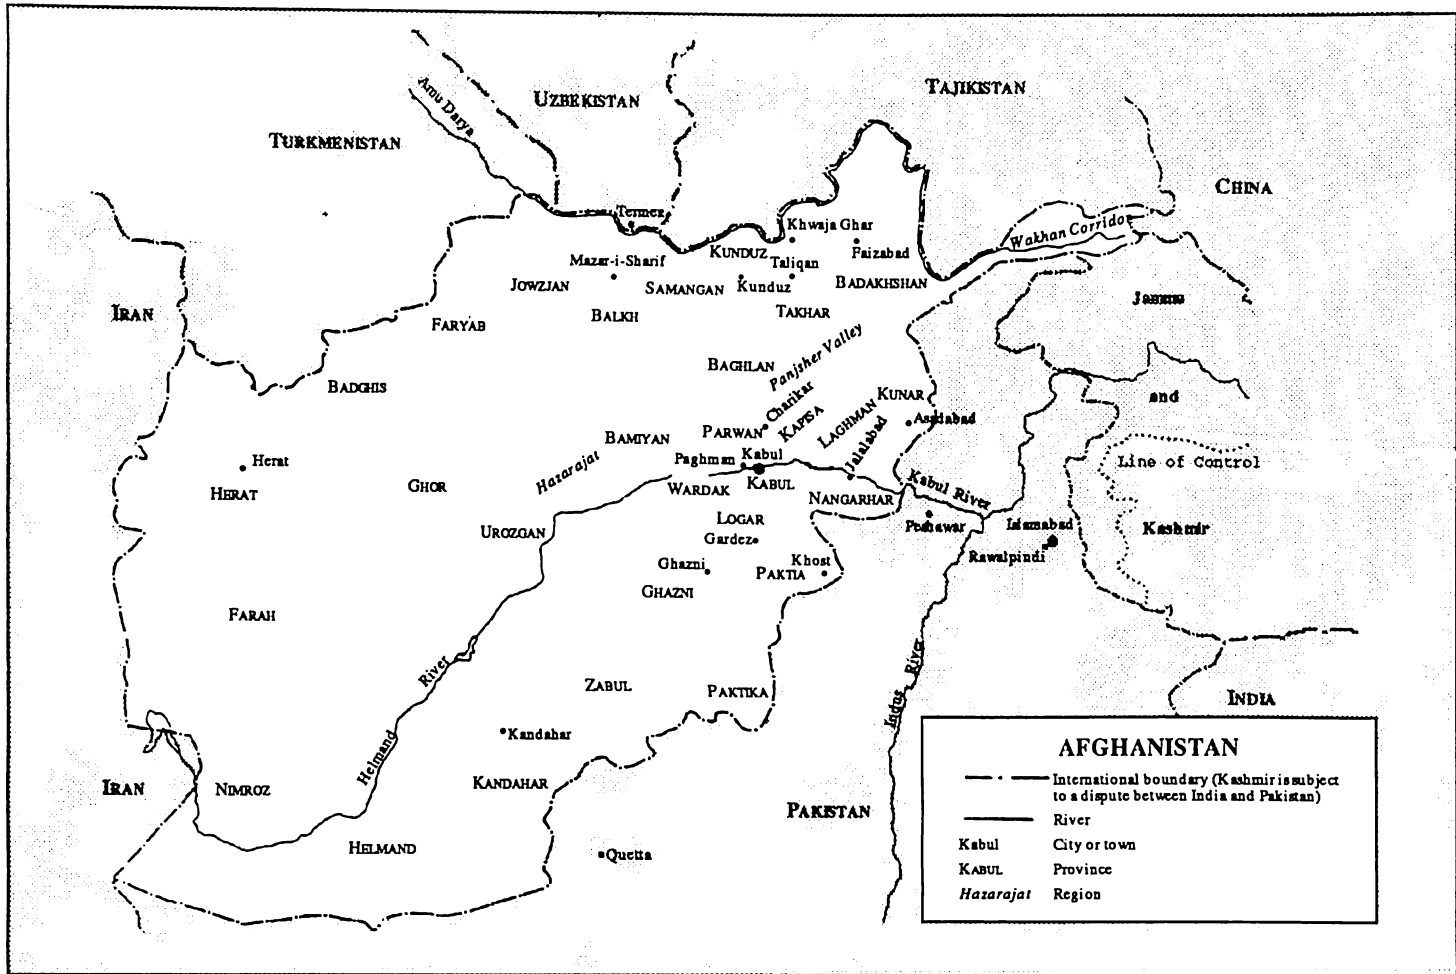 TAJIKISTAN
UZBEKISTAN
Amu Darya
TURKMENISTAN
CHINA
Termez
Khwaja Ghar
Wakhan Corridor
KUNDUZ
Faizabad
Mazar-i-Sharif
Taliqan
JOWZJAN
SAMANGAN
Kunduz
BADAKHSHAN
Jammu
IRAN
BALKH
TAKHAR
FARYAB
Panjsher Valley
BAGHLAN
BADGHIS
and
KUNAR
Charikar
KAPISA
LAGHMAN
Asadabad
PARWAN
BAMIYAN
Jalalabad
Herat
Paghman
Kabul
Line of Control
Hazarajat
HERAT
GHOR
WARDAK
KABUL
NANGARHAR
Kabul River
LOGAR
Peshawar
Islamabad
Kashmir
UROZGAN
Gardez
Rawalpindi
Ghazni
PAKTIA
Khost
GHAZNI
FARAH
Helmand River
Indus River
ZABUL
PAKTIKA
INDIA
Kandahar
IRAN
NIMROZ
KANDAHAR
PAKISTAN
HELMAND
Quetta
AFGHANISTAN
International boundary (Kashmir is subject
to a dispute between India and Pakistan)
River
Kabul City or town
KABUL Province
Hazarajat Region